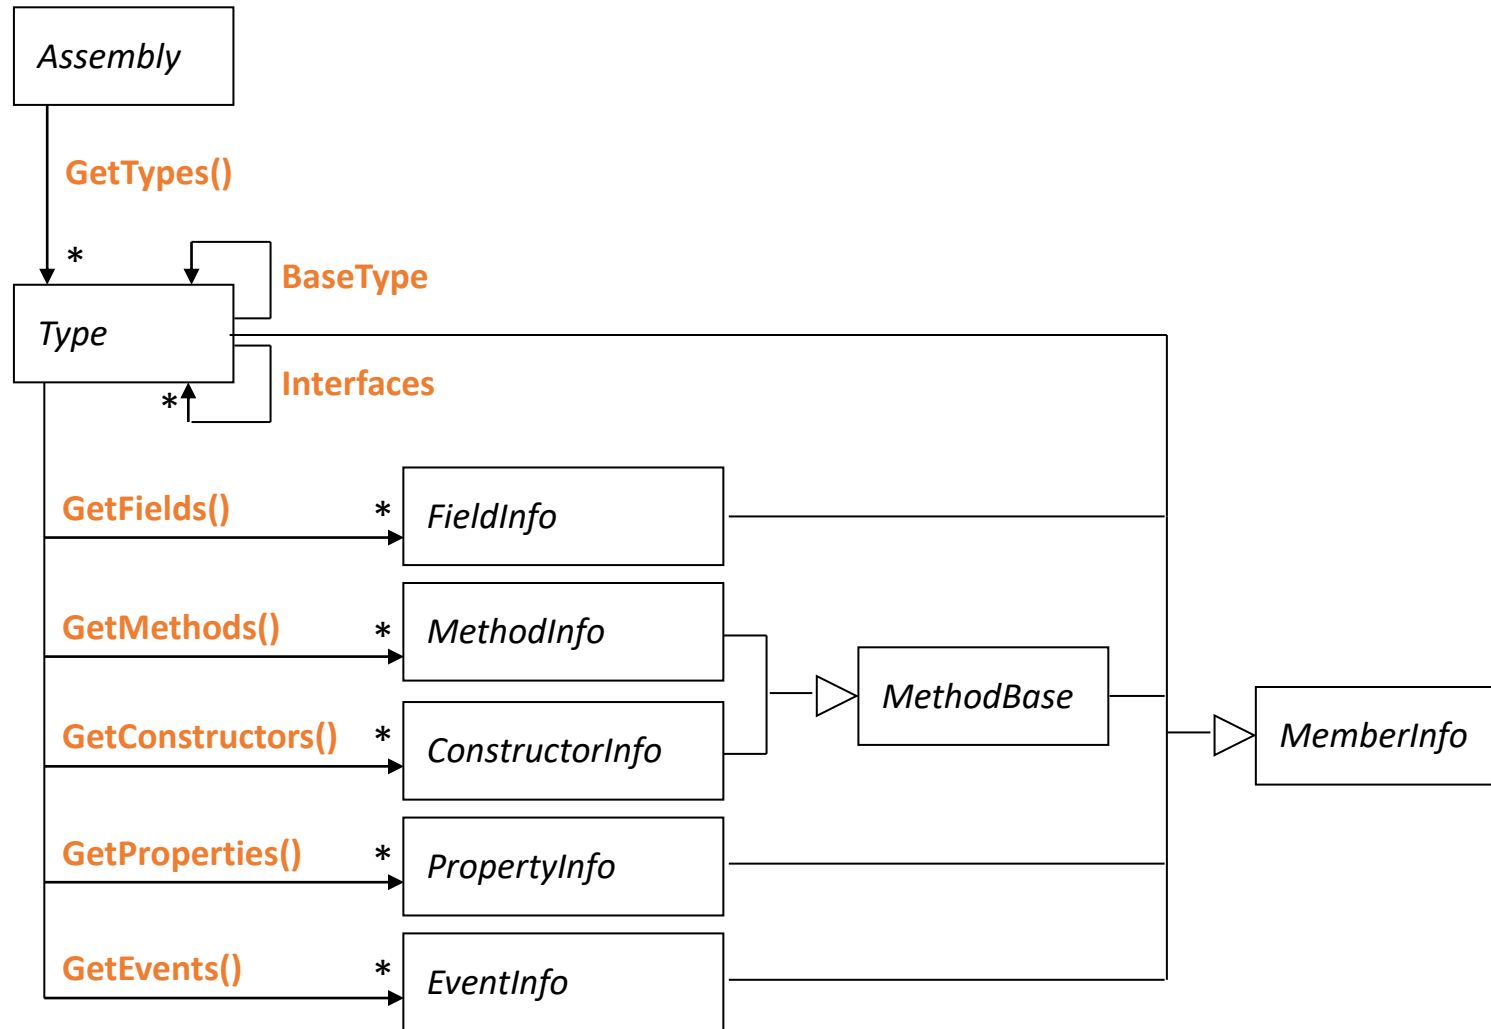 Assembly
GetTypes()
*
BaseType
Type
Interfaces
*
GetFields()
*
FieldInfo
GetMethods()
*
MethodInfo
MethodBase
GetConstructors()
*
ConstructorInfo
MemberInfo
GetProperties()
*
PropertyInfo
GetEvents()
*
EventInfo